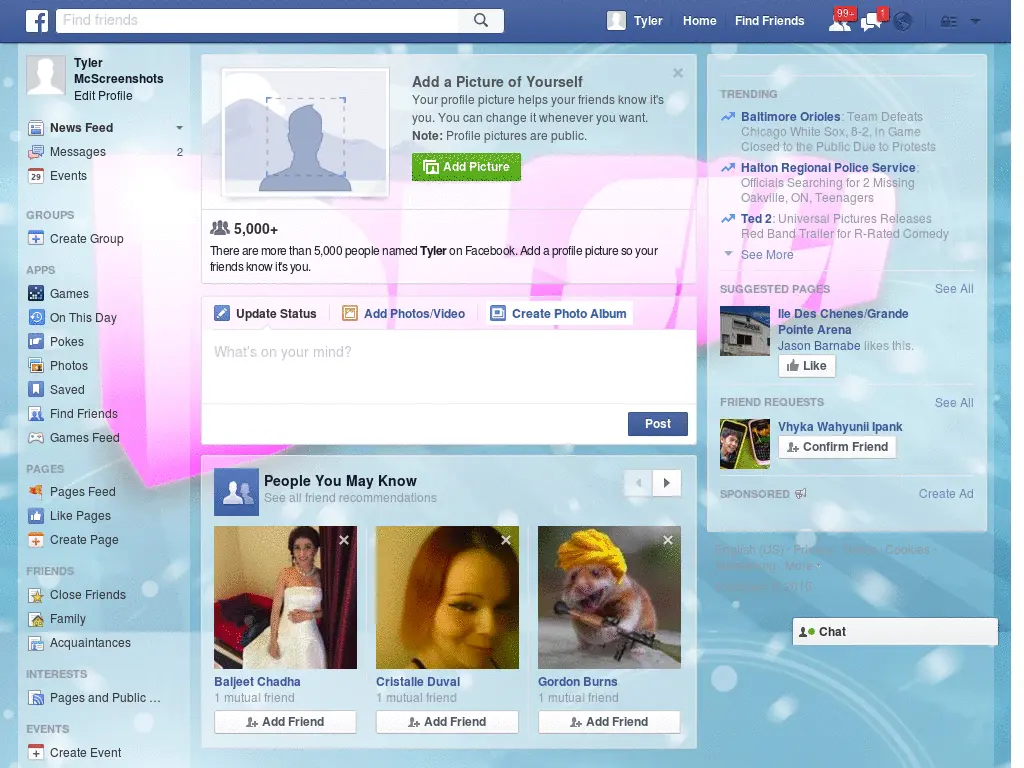 f
Find friends
Tyler
Home
Find Friends
99+
1
Tyler
McScreenshots
Edit Profile
News Feed
Messages
2
29
Events
GROUPS
Create Group
APPS
Games
On This Day
Pokes
Photos
Saved
Find Friends
Games Feed
PAGES
Pages Feed
Like Pages
Create Page
FRIENDS
Close Friends
Family
Acquaintances
INTERESTS
Pages and Public ...
EVENTS
Create Event
Add a Picture of Yourself
Your profile picture helps your friends know it's
you. You can change it whenever you want.
Note: Profile pictures are public.
Add Picture
5,000+
There are more than 5,000 people named Tyler on Facebook. Add a profile picture so your
friends know it's you.
Update Status
Add Photos/Video
Create Photo Album
What's on your mind?
Post
People You May Know
See all friend recommendations
Baljeet Chadha
1 mutual friend
Add Friend
Cristalle Duval
1 mutual friend
Add Friend
Gordon Burns
1 mutual friend
Add Friend
TRENDING
Baltimore Orioles: Team Defeats
Chicago White Sox, 8-2, in Game
Closed to the Public Due to Protests
Halton Regional Police Service:
Officials Searching for 2 Missing
Oakville, ON, Teenagers
Ted 2: Universal Pictures Releases
Red Band Trailer for R-Rated Comedy
See More
SUGGESTED PAGES
See All
Ile Des Chenes/Grande
Pointe Arena
Jason Barnabe likes this.
Like
FRIEND REQUESTS
See All
Vhyka Wahyunii Ipank
Confirm Friend
SPONSORED
Create Ad
English (US) · Privacy · Terms · Cookies ·
More
Chat